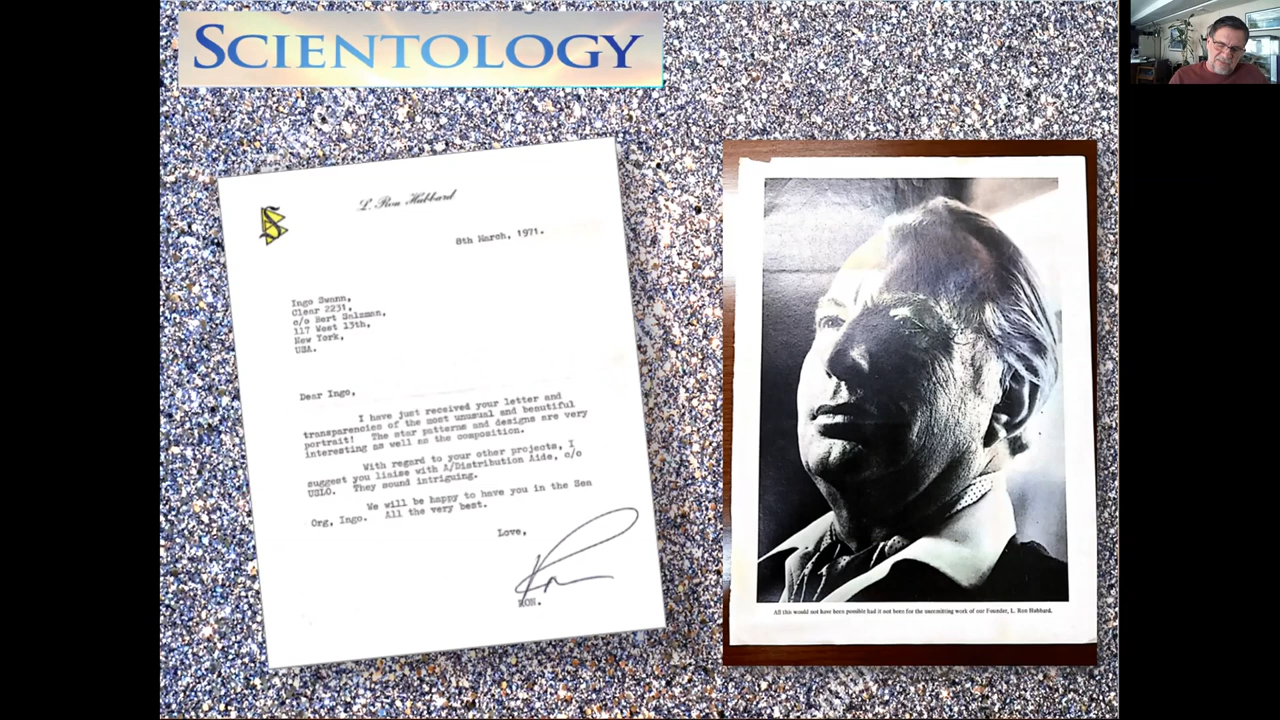 SCIENTOLOGY
L. Ron Hubbard
8th March, 1971.
Ingo Swann,
Clear 2231,
c/o Bert Salzman,
117 West 13th,
New York,
USA.
Dear Ingo,
I have just received your letter and
transparencies of the most unusual and beautiful
portrait! The star patterns and designs are very
interesting as well as the composition.
With regard to your other projects, I
suggest you liaise with A/Distribution Aide, c/o
USLO. They sound intriguing.
We will be happy to have you in the Sea
Org, Ingo. All the very best.
Love,
Ron
RON.
All this would not have been possible had it not been for the unremitting work of our Founder, L. Ron Hubbard.